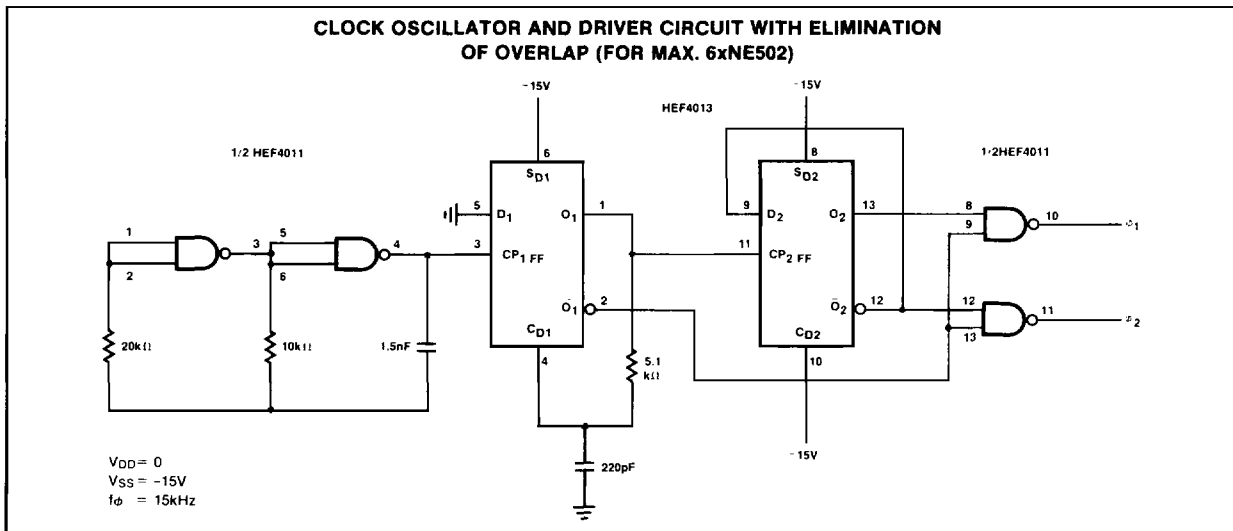 CLOCK OSCILLATOR AND DRIVER CIRCUIT WITH ELIMINATION
OF OVERLAP (FOR MAX. 6xNE502)
-15V
HEF4013
-15V
1/2 HEF4011
1/2HEF4011
6
SD1
8
SD2
5
D1
O1
1
9
D2
O2
13
8
9
10
Φ1
1
2
3
5
6
4
3
CP1 FF
11
CP2 FF
Ō1
2
Ō2
12
12
13
11
Φ2
CD1
4
CD2
10
20kΩ
10kΩ
1.5nF
5.1
kΩ
-15V
220pF
VDD= 0
VSS = -15V
fϕ = 15kHz